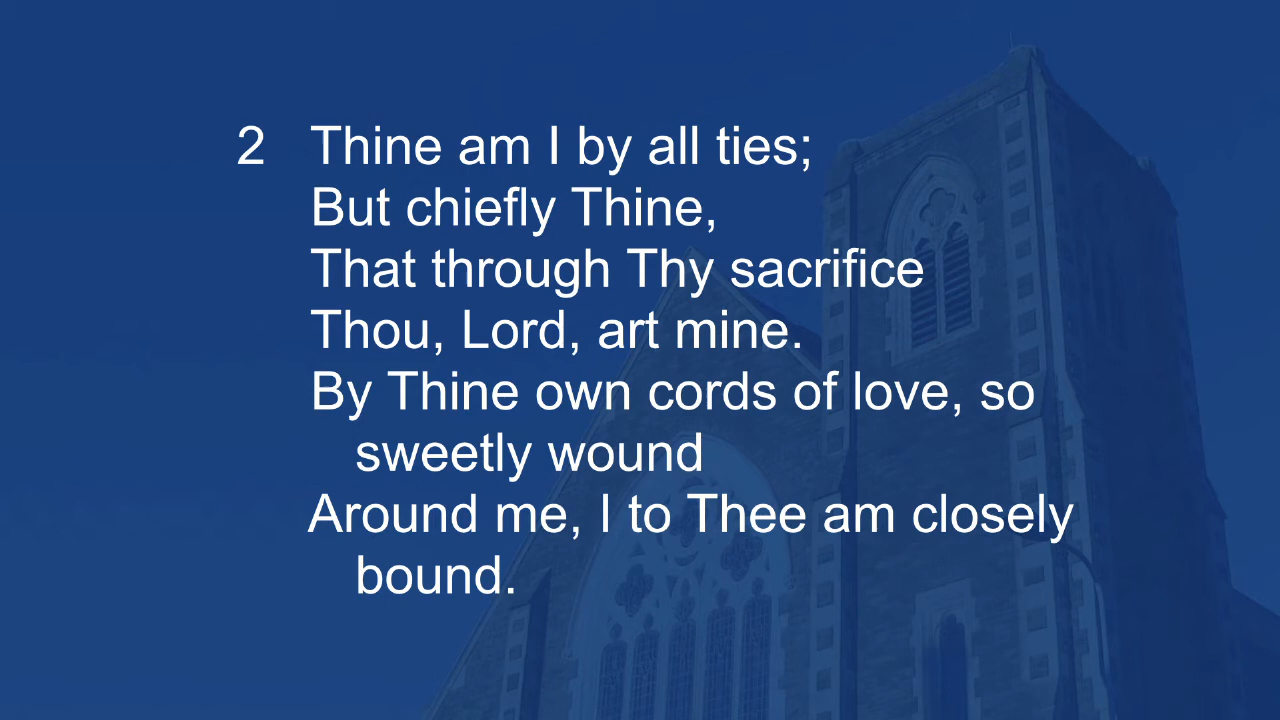 2 Thine am I by all ties;
But chiefly Thine,
That through Thy sacrifice
Thou, Lord, art mine.
By Thine own cords of love, so
sweetly wound
Around me, I to Thee am closely
bound.